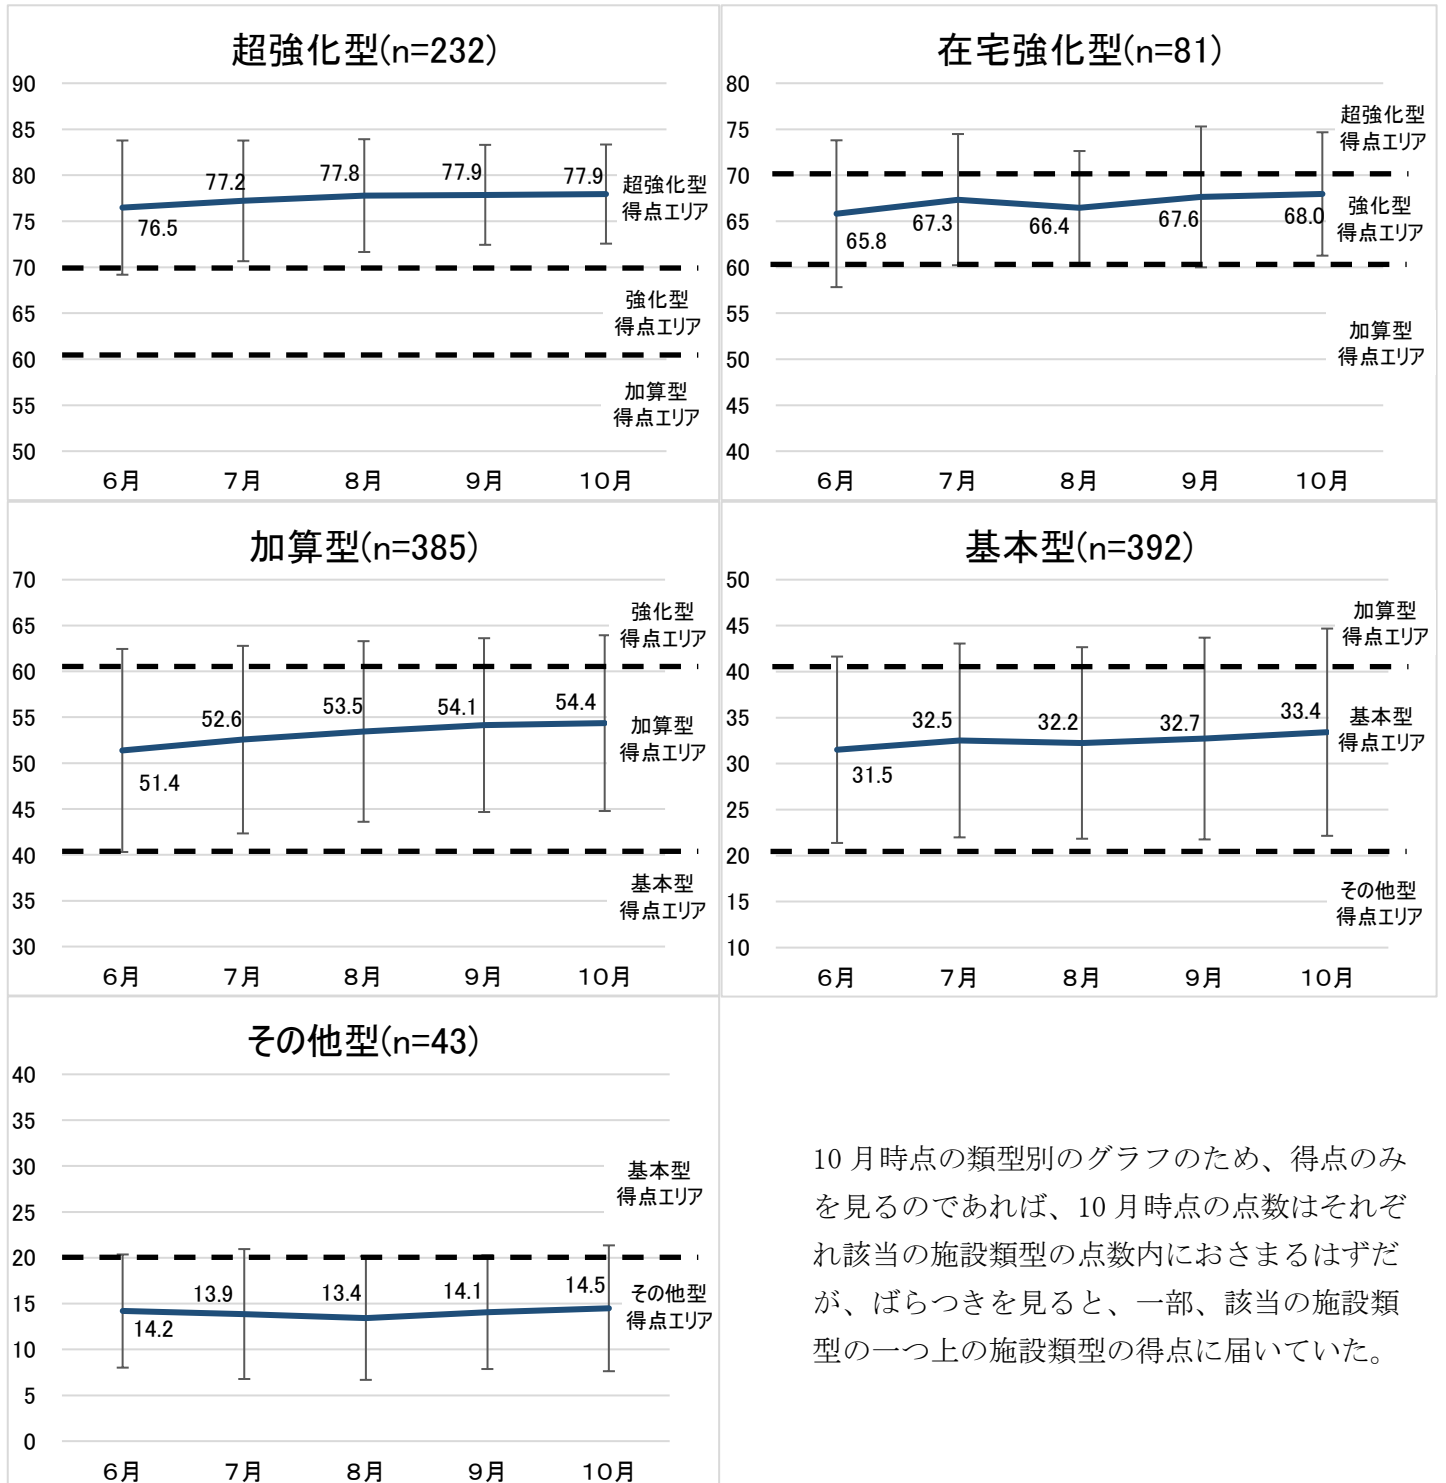 超強化型(n=232)
90
85
80
75
70
65
60
55
50
76.5
77.2
77.8
77.9
77.9
超強化型
得点エリア
強化型
得点エリア
加算型
得点エリア
6月 7月 8月 9月 10月
在宅強化型(n=81)
80
75
70
65
60
55
50
45
40
65.8
67.3
66.4
67.6
68.0
超強化型
得点エリア
強化型
得点エリア
加算型
得点エリア
6月 7月 8月 9月 10月
加算型(n=385)
70
65
60
55
50
45
40
35
30
51.4
52.6
53.5
54.1
54.4
強化型
得点エリア
加算型
得点エリア
基本型
得点エリア
6月 7月 8月 9月 10月
基本型(n=392)
50
45
40
35
30
25
20
15
10
31.5
32.5
32.2
32.7
33.4
加算型
得点エリア
基本型
得点エリア
その他型
得点エリア
6月 7月 8月 9月 10月
その他型(n=43)
40
35
30
25
20
15
10
5
0
14.2
13.9
13.4
14.1
14.5
基本型
得点エリア
その他型
得点エリア
6月 7月 8月 9月 10月
10 月時点の類型別のグラフのため、得点のみ
を見るのであれば、10 月時点の点数はそれぞ
れ該当の施設類型の点数内におさまるはずだ
が、ばらつきを見ると、一部、該当の施設類
型の一つ上の施設類型の得点に届いていた。